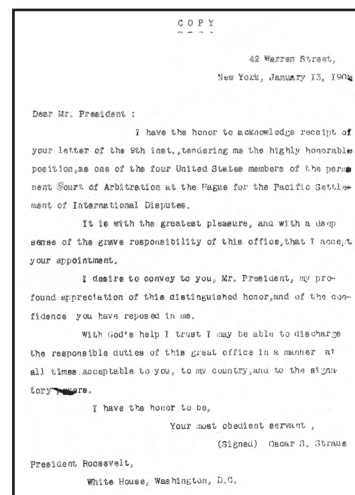 COPY
42 Warren Street,
New York, January 13, 1902
Dear Mr. President :
I have the honor to acknowledge receipt of
your letter of the 9th inst.,tendering me the highly honorable
position,as one of the four United States members of the perma
nent Court of Arbitration at the Hague for the Pacific Settle-
ment of International Disputes.
It is with the greatest pleasure, and with a deep
sense of the grave responsibility of this office,that I accept
your appointment.
I desire to convey to you, Mr. President, my pro-
found appreciation of this distinguished honor,and of the con-
fidence you have reposed in me.
With God's help I trust I may be able to discharge
the responsible duties of this great office in a manner at
all times acceptable to you, to my country,and to the signa-
tory powers.
I have the honor to be,
Your most obedient servant ,
(Signed) Oscar S. Straus
President Roosevelt,
White House, Washington, D.C.